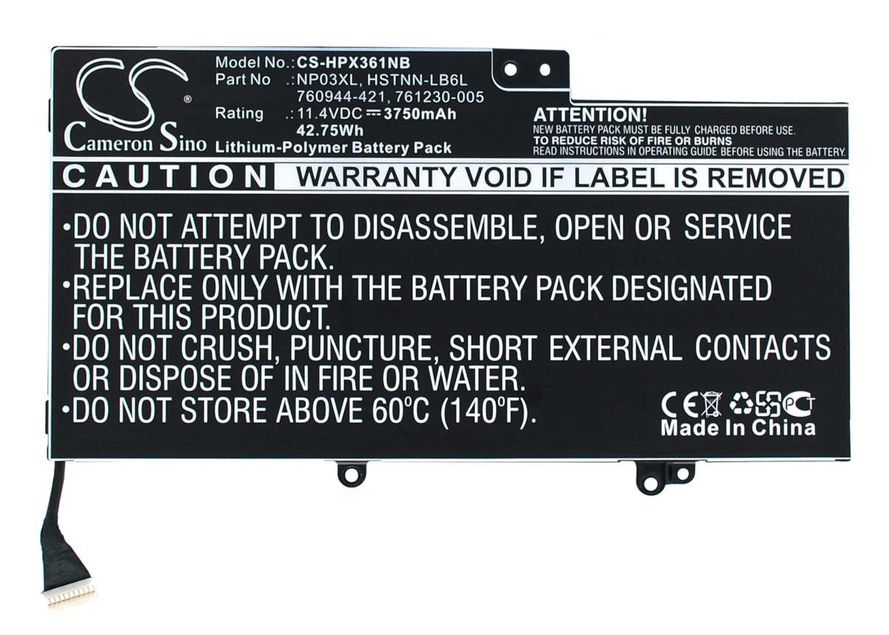 Model No.:CS-HPX361NB
Part No :NP03XL, HSTNN-LB6L
760944-421, 761230-005
Rating .:11.4VDC ⎓ 3750mAh
42.75Wh
CS ®
Cameron Sino
Lithium-Polymer Battery Pack
ATTENTION!
NEW BATTERY PACK MUST BE FULLY CHARGED BEFORE USE
TO REDUCE RISK OF FIRE OR BURNS
READ INSTRUCTIONS IN OPERATING GUIDE BEFORE USING THE BATTERY.
CAUTION WARRANTY VOID IF LABEL IS REMOVED
•DO NOT ATTEMPT TO DISASSEMBLE, OPEN OR SERVICE
THE BATTERY PACK.
•REPLACE ONLY WITH THE BATTERY PACK DESIGNATED
FOR THIS PRODUCT.
•DO NOT CRUSH, PUNCTURE, SHORT EXTERNAL CONTACTS
OR DISPOSE OF IN FIRE OR WATER.
•DO NOT STORE ABOVE 60°C (140°F).
CE PCT
Made In China